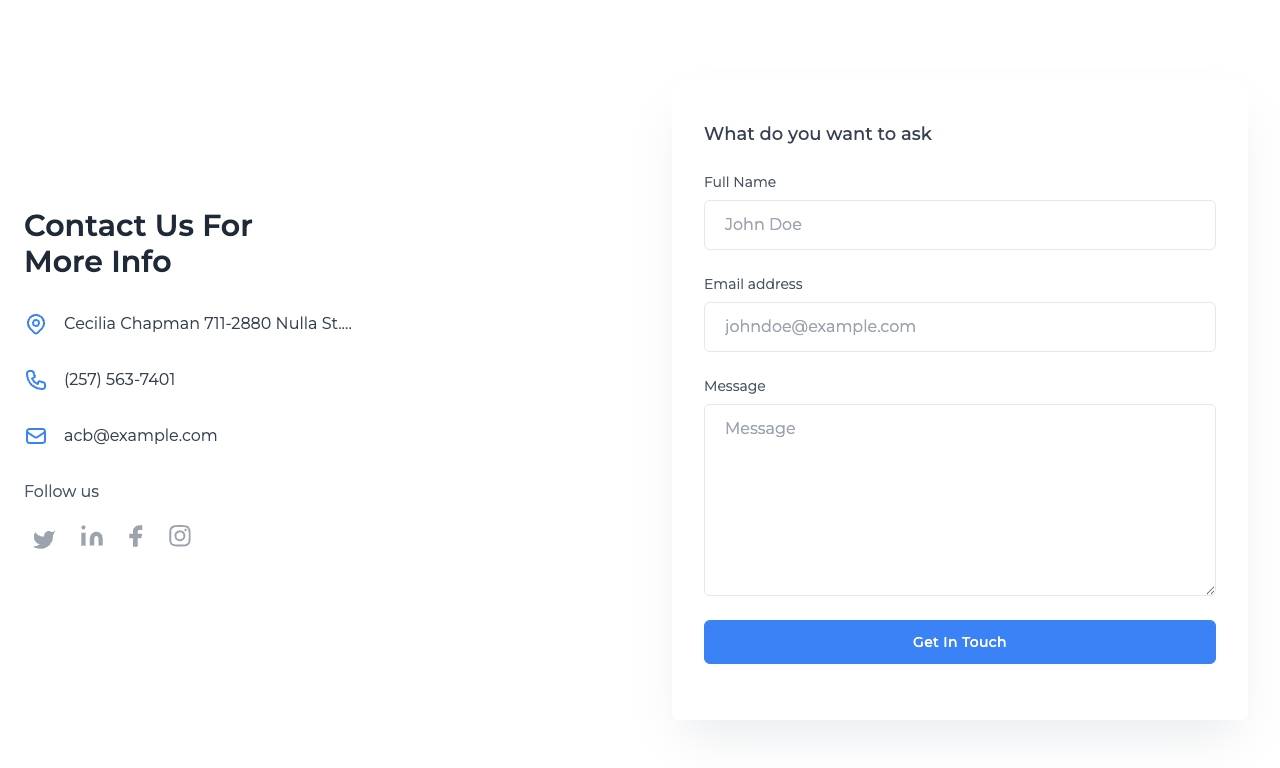 Contact Us For
More Info
Cecilia Chapman 711-2880 Nulla St....
(257) 563-7401
acb@example.com
Follow us
What do you want to ask
Full Name
John Doe
Email address
johndoe@example.com
Message
Message
Get In Touch